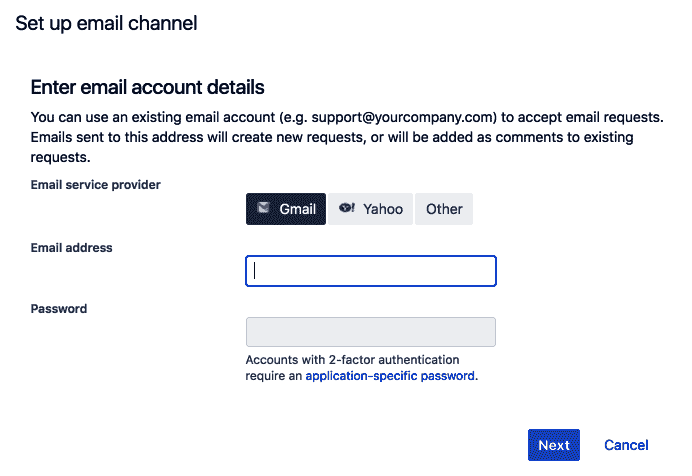 Set up email channel
Enter email account details
You can use an existing email account (e.g. support@yourcompany.com) to accept email requests.
Emails sent to this address will create new requests, or will be added as comments to existing
requests.
Email service provider
Gmail Yahoo Other
Email address
Password
Accounts with 2-factor authentication
require an application-specific password.
Next Cancel